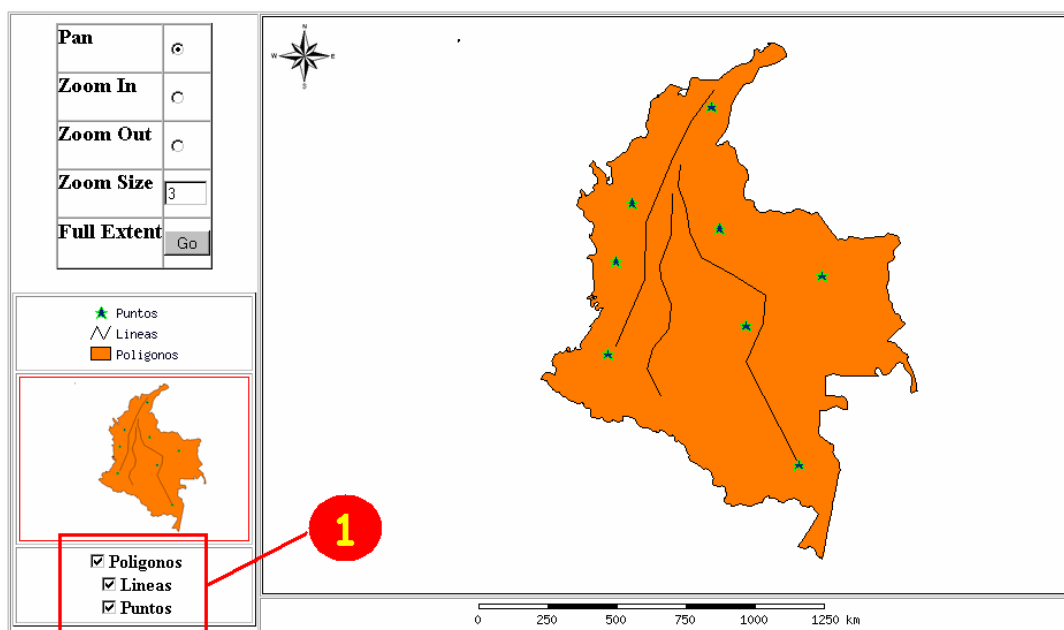 Pan
Zoom In
Zoom Out
Zoom Size 3
Full Extent Go
Puntos
Lineas
Poligonos
Poligonos
Lineas
Puntos
1
N
W E
S
0 250 500 750 1000 1250 km